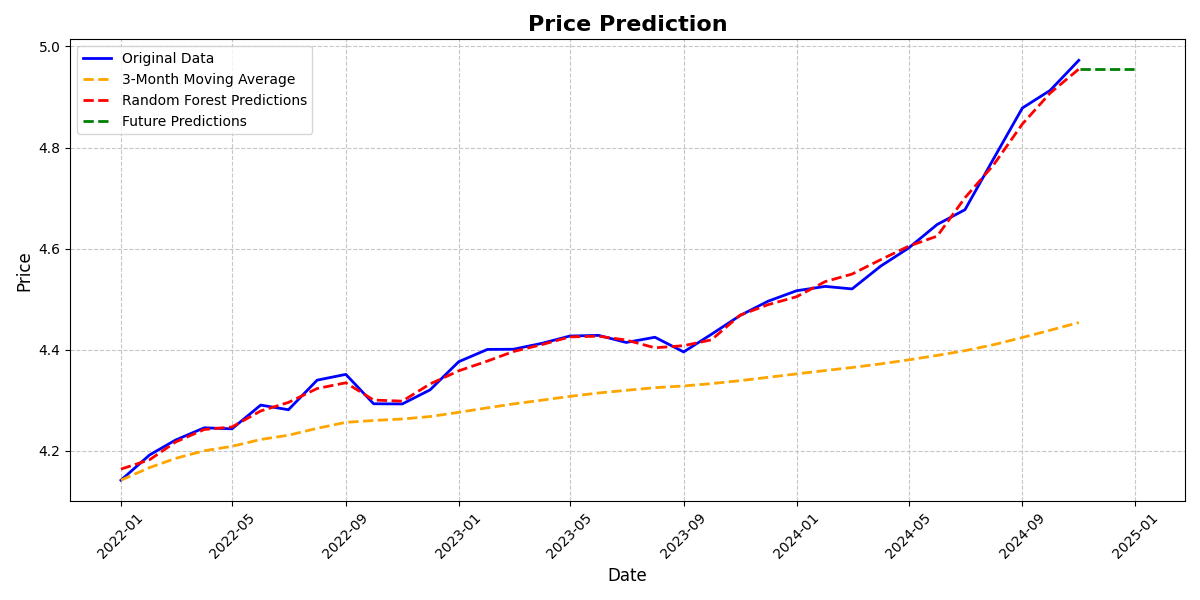 Price Prediction
Original Data
3-Month Moving Average
Random Forest Predictions
Future Predictions
5.0
4.8
4.6
4.4
4.2
Price
2022-01
2022-05
2022-09
2023-01
2023-05
2023-09
2024-01
2024-05
2024-09
2025-01
Date